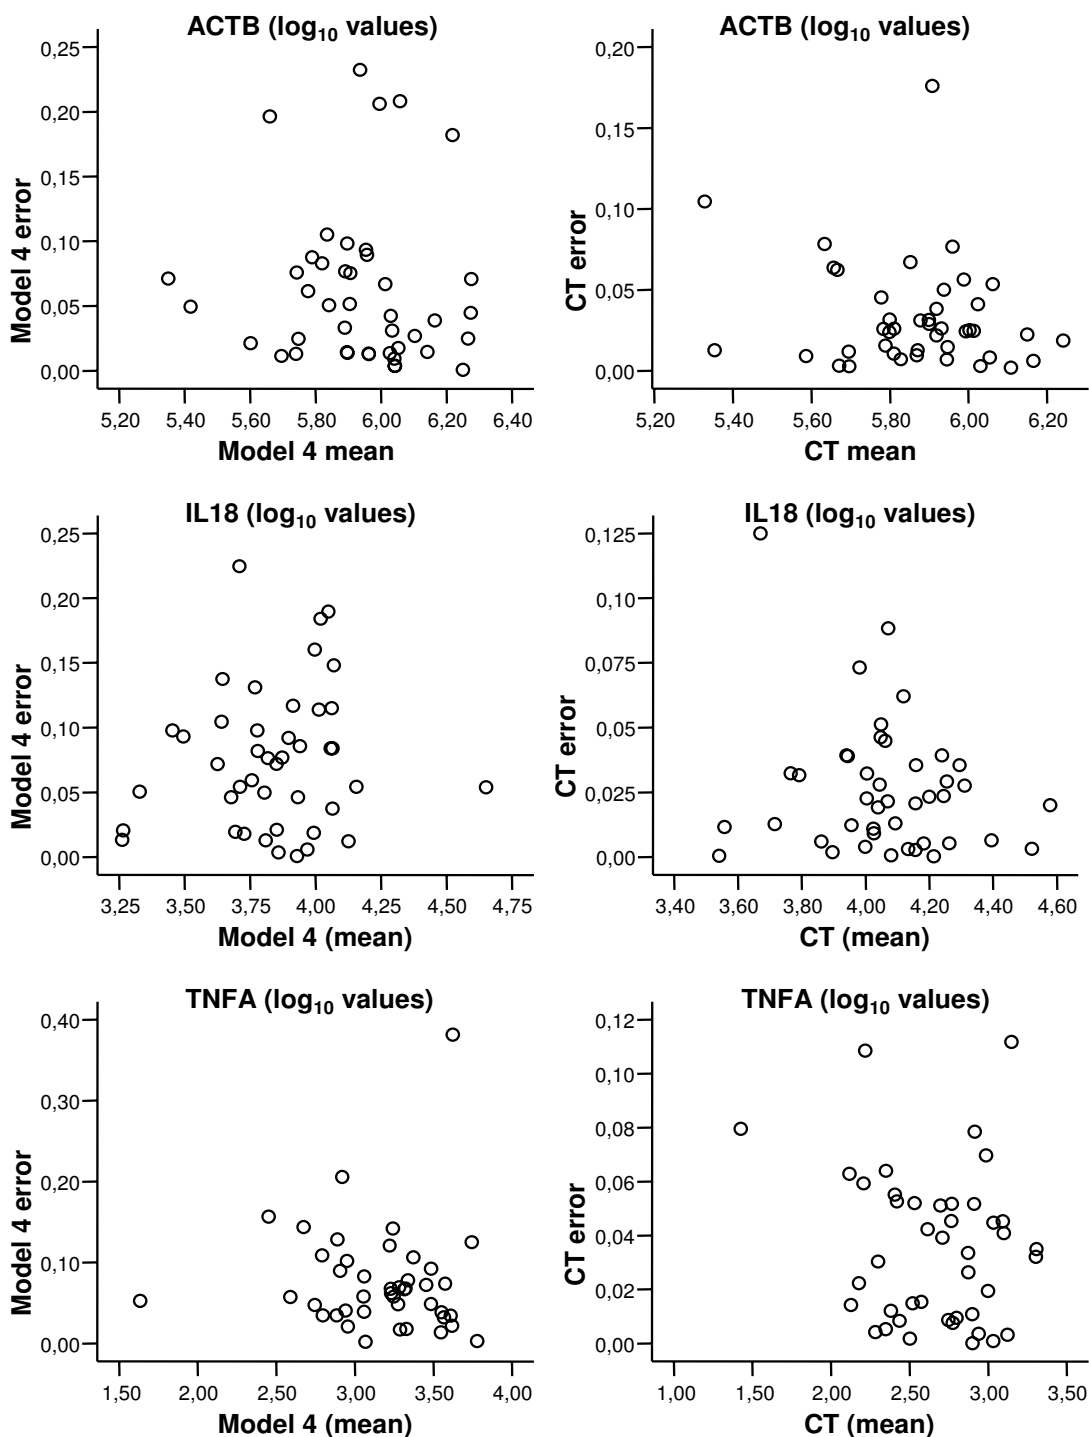 ACTB (log10 values)
0,25
0,20
0,15
0,10
0,05
0,00
Model 4 error
5,20 5,40 5,60 5,80 6,00 6,20 6,40
Model 4 mean
ACTB (log10 values)
0,20
0,15
0,10
0,05
0,00
CT error
5,20 5,40 5,60 5,80 6,00 6,20
CT mean
IL18 (log10 values)
0,25
0,20
0,15
0,10
0,05
0,00
Model 4 error
3,25 3,50 3,75 4,00 4,25 4,50 4,75
Model 4 (mean)
IL18 (log10 values)
0,125
0,10
0,075
0,05
0,025
0,00
CT error
3,40 3,60 3,80 4,00 4,20 4,40 4,60
CT (mean)
TNFA (log10 values)
0,40
0,30
0,20
0,10
0,00
Model 4 error
1,50 2,00 2,50 3,00 3,50 4,00
Model 4 (mean)
TNFA (log10 values)
0,12
0,10
0,08
0,06
0,04
0,02
0,00
CT error
1,00 1,50 2,00 2,50 3,00 3,50
CT (mean)